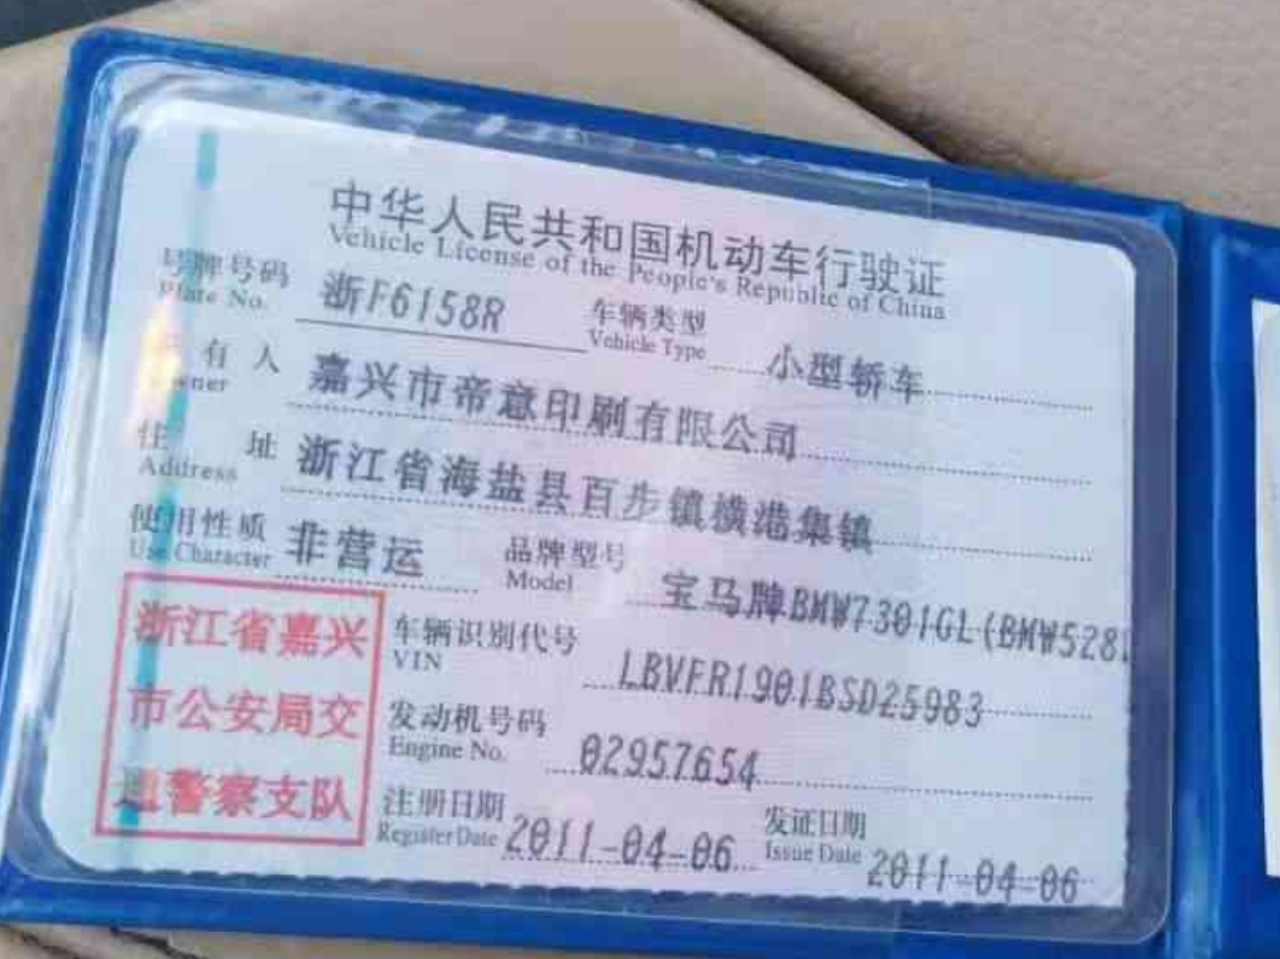 中华人民共和国机动车行驶证
Vehicle License of the People's Republic of China
号牌号码 浙F6158R 车辆类型 小型轿车
Plate No. Vehicle Type
有人 嘉兴市帝意印刷有限公司
住址 浙江省海盐县百步镇横港集镇
Address
使用性质 非营运 品牌型号 宝马牌BMW7301GL(BMW528
Use Character Model
浙江省嘉兴
市公安局交
通警察支队
车辆识别代号 LBVFR1901BSD25983
VIN
发动机号码 02957654
Engine No.
注册日期 2011-04-06 发证日期 2011-04-06
Register Date Issue Date